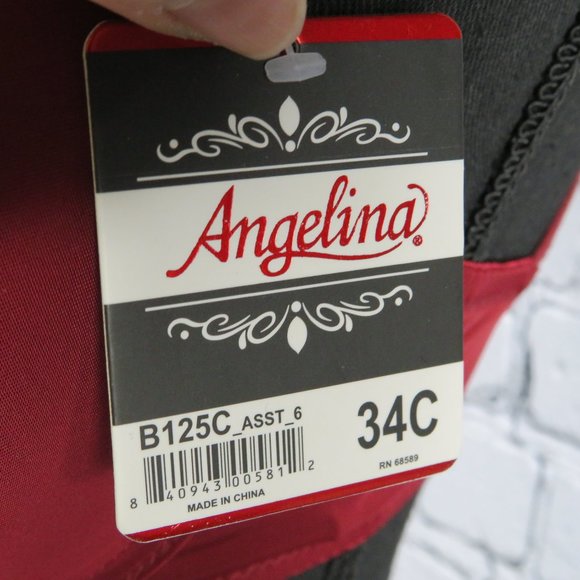 Angelina®
B125C_ASST_6
34C
8 40943 00581 2
RN 68589
MADE IN CHINA